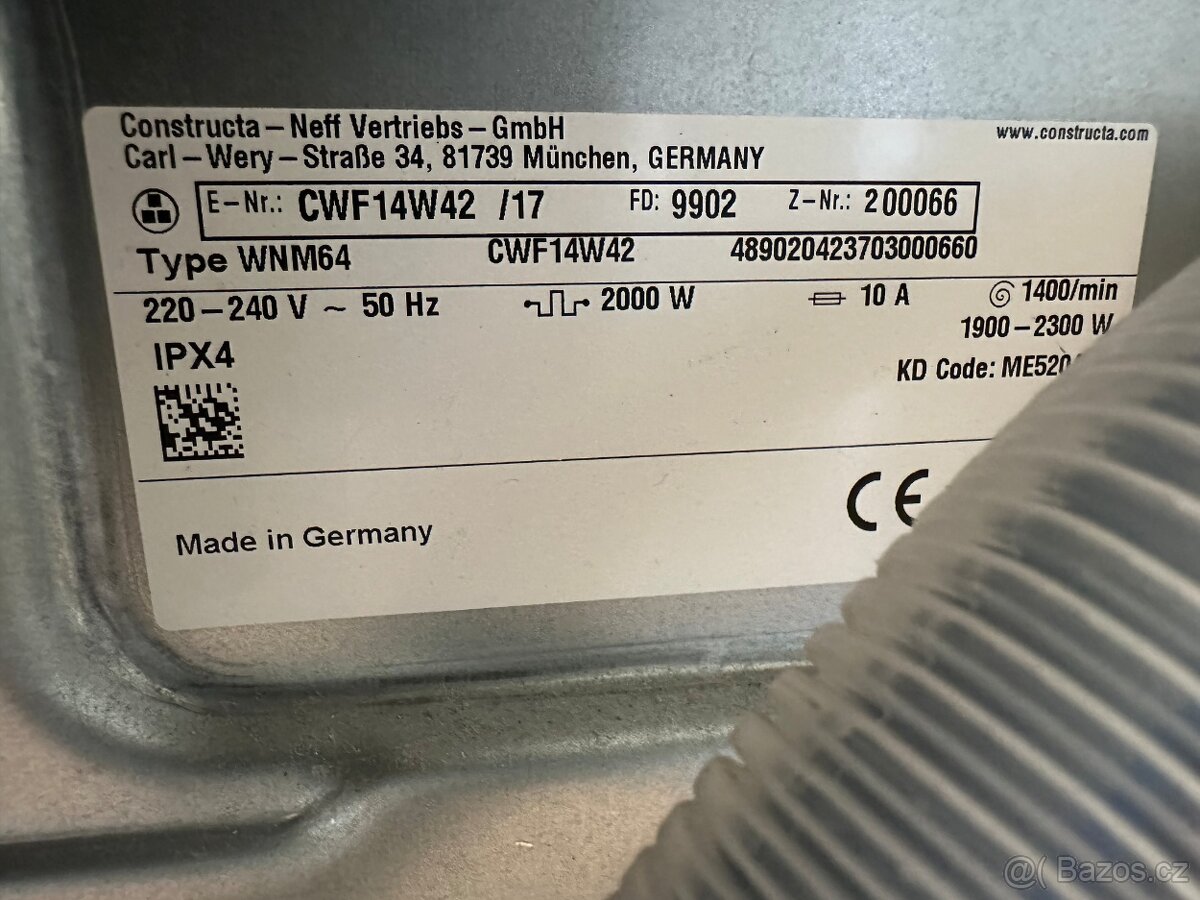 Constructa – Neff Vertriebs – GmbH
www.constructa.com
Carl – Wery – Straße 34, 81739 München, GERMANY
E–Nr.: CWF14W42 /17 FD: 9902 Z–Nr.: 200066
Type WNM64 CWF14W42 489020423703000660
220–240 V ~ 50 Hz 2000 W 10 A 1400/min
1900–2300 W
IPX4
KD Code:
CE
Made in Germany
@( Bazos.cz